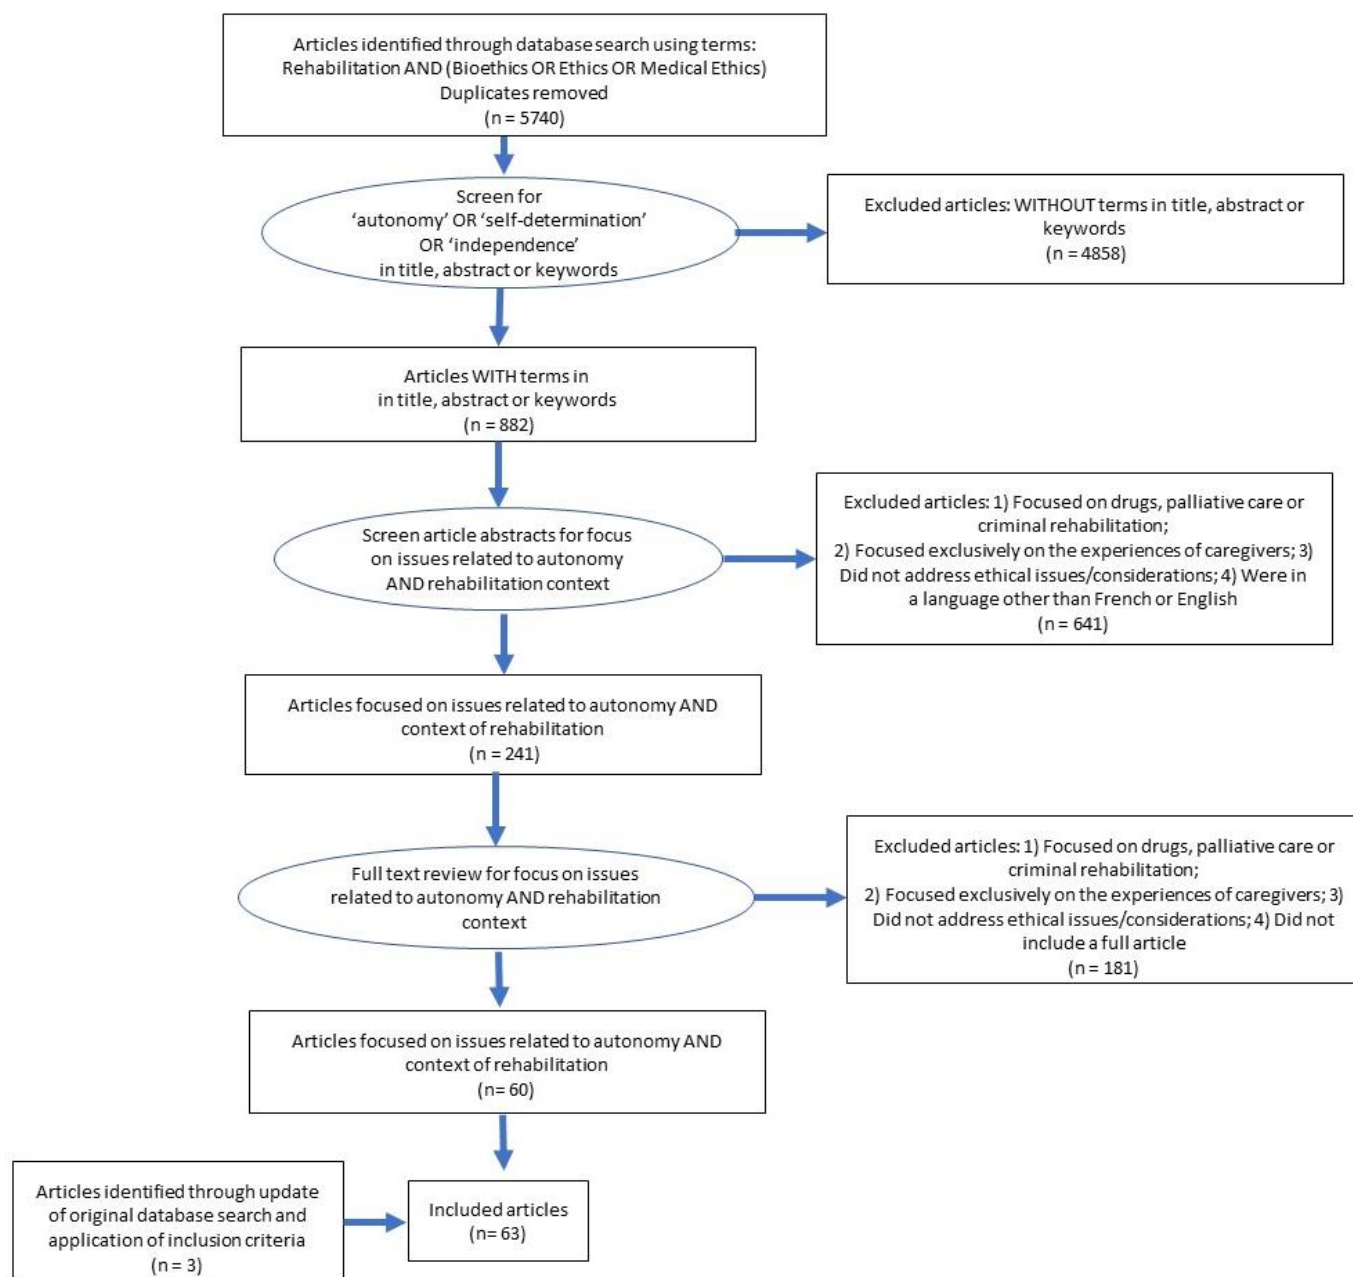 Articles identified through database search using terms:
Rehabilitation AND (Bioethics OR Ethics OR Medical Ethics)
Duplicates removed
(n = 5740)
Screen for
‘autonomy’ OR ‘self-determination’
OR ‘independence’
in title, abstract or keywords
Excluded articles: WITHOUT terms in title, abstract or
keywords
(n = 4858)
Articles WITH terms in
in title, abstract or keywords
(n = 882)
Screen article abstracts for focus
on issues related to autonomy
AND rehabilitation context
Excluded articles: 1) Focused on drugs, palliative care or
criminal rehabilitation;
2) Focused exclusively on the experiences of caregivers; 3)
Did not address ethical issues/considerations; 4) Were in
a language other than French or English
(n = 641)
Articles focused on issues related to autonomy AND
context of rehabilitation
(n = 241)
Full text review for focus on issues
related to autonomy AND rehabilitation
context
Excluded articles: 1) Focused on drugs, palliative care or
criminal rehabilitation;
2) Focused exclusively on the experiences of caregivers; 3)
Did not address ethical issues/considerations; 4) Did not
include a full article
(n = 181)
Articles focused on issues related to autonomy AND
context of rehabilitation
(n= 60)
Articles identified through update
of original database search and
application of inclusion criteria
(n = 3)
Included articles
(n= 63)